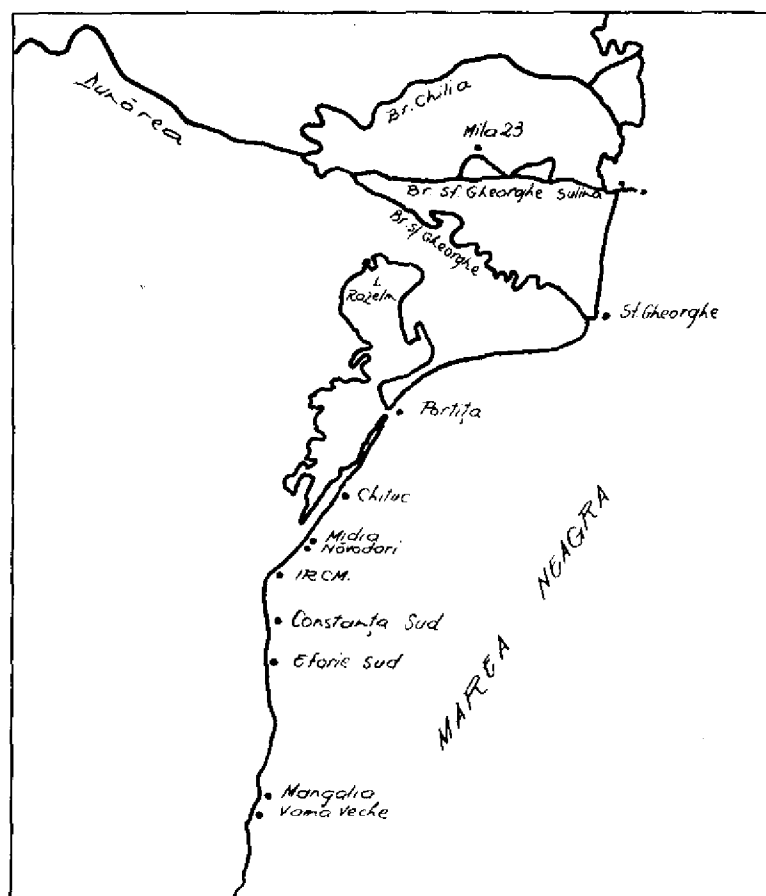 Dunărea
Br. Chilia
Mila 23
Br. Sf. Gheorghe Sulina
Br. Sf. Gheorghe
L.
Razelm
Sf. Gheorghe
Portița
Chituc
Midia
Năvodari
IRCM.
Constanța Sud
Eforie Sud
Mangalia
Vama Veche
MAREA NEAGRA